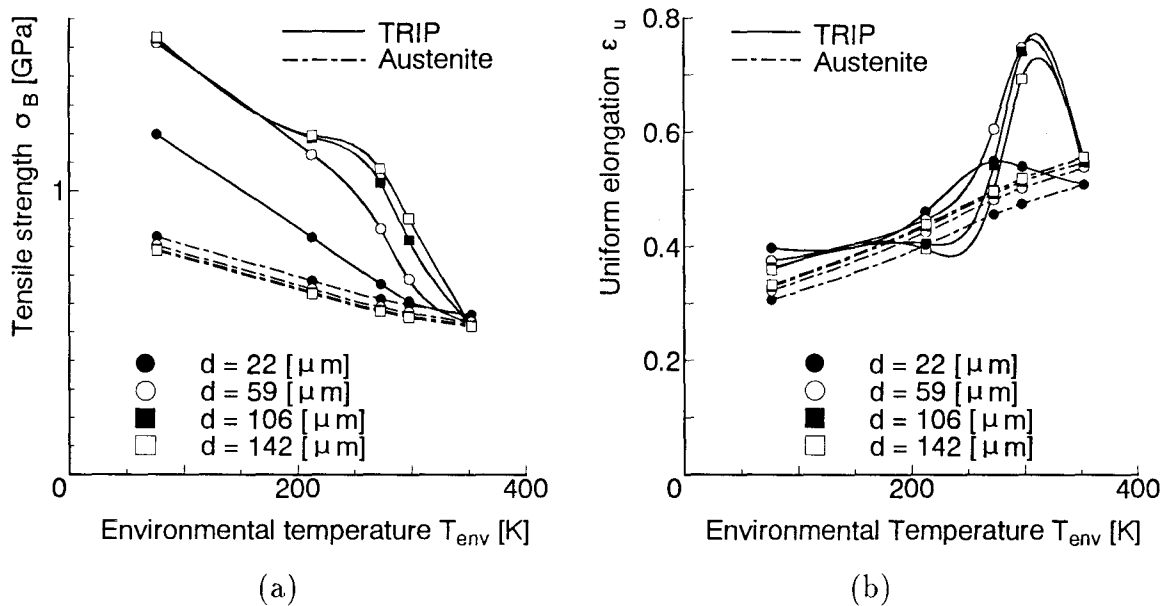 TRIP
Austenite
Tensile strength σB [GPa]
1
d = 22 [μm]
d = 59 [μm]
d = 106 [μm]
d = 142 [μm]
0 200 400
Environmental temperature Tenv [K]
(a)
0.8
TRIP
Austenite
Uniform elongation εu
0.6
0.4
0.2
d = 22 [μm]
d = 59 [μm]
d = 106 [μm]
d = 142 [μm]
0 200 400
Environmental Temperature Tenv [K]
(b)